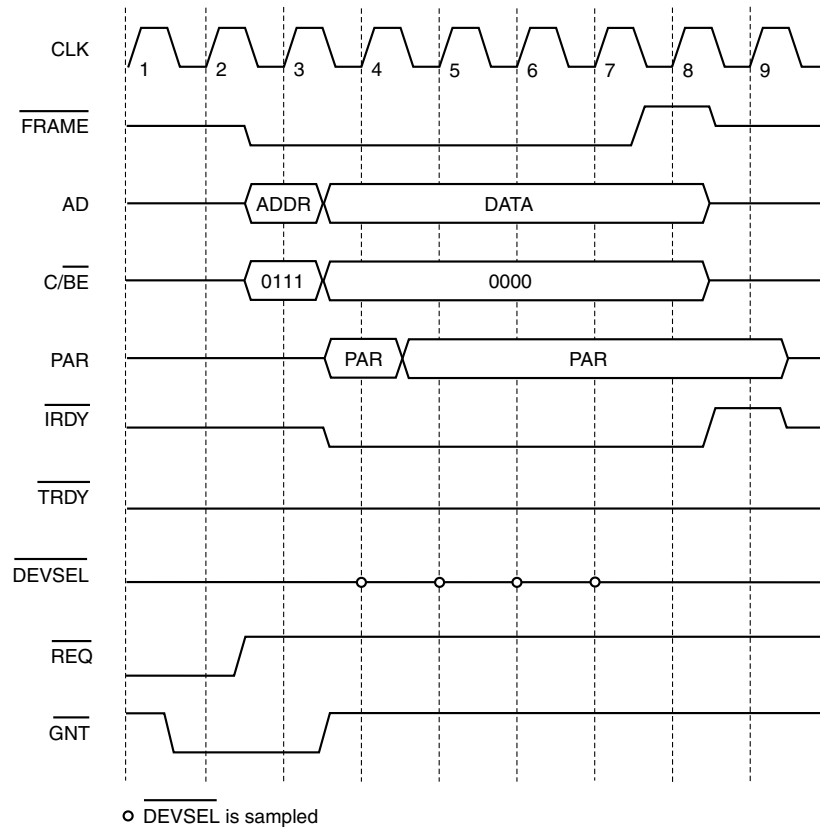 CLK
1 2 3 4 5 6 7 8 9
FRAME
AD
ADDR DATA
C/BE
0111 0000
PAR
PAR PAR
IRDY
TRDY
DEVSEL
REQ
GNT
DEVSEL is sampled